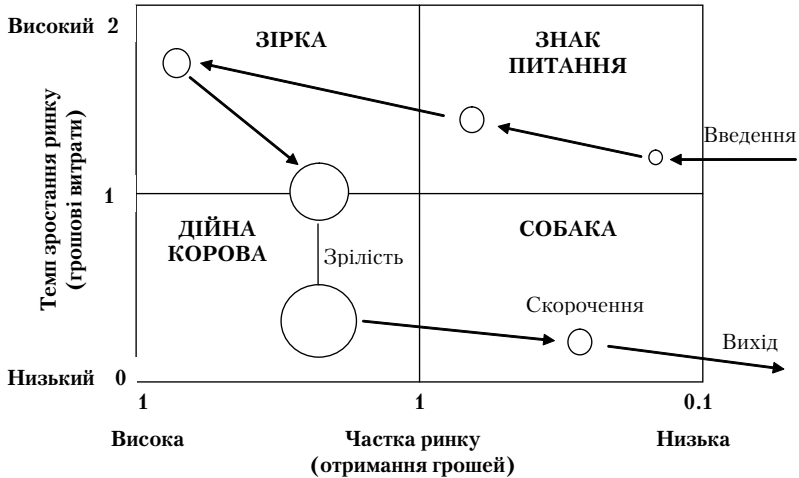 Високий 2
ЗІРКА
ЗНАК
ПИТАННЯ
Введення
Темп зростання ринку
(грошові витрати)
1
ДІЙНА
КОРОВА
СОБАКА
Зрілість
Скорочення
Вихід
Низький 0
1 1 0.1
Висока Частка ринку Низька
(отримання грошей)